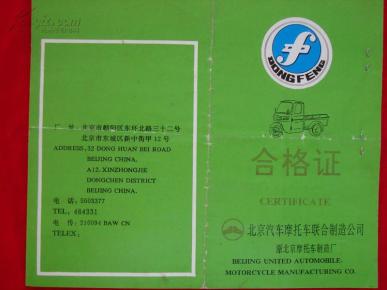 厂 址：北京市朝阳区东环北路三十二号
北京市东城区新中街甲12号
ADDRESS,32 DONG HUAN BEI ROAD
BEIJING CHINA.
A12.XINZHONGJIE
DONGCHEN DISTRICT
BEIJING CHINA.
电 话：5003377
TEL：464331
电 传：210094 BAW CN
TELEX：
DONGFENG
合格证
CERTIFICATE
北京汽车摩托车联合制造公司
原北京摩托车制造厂
BEIJING UNITED AUTOMOBILE-
MOTORCYCLE MANUFACTURING CO.